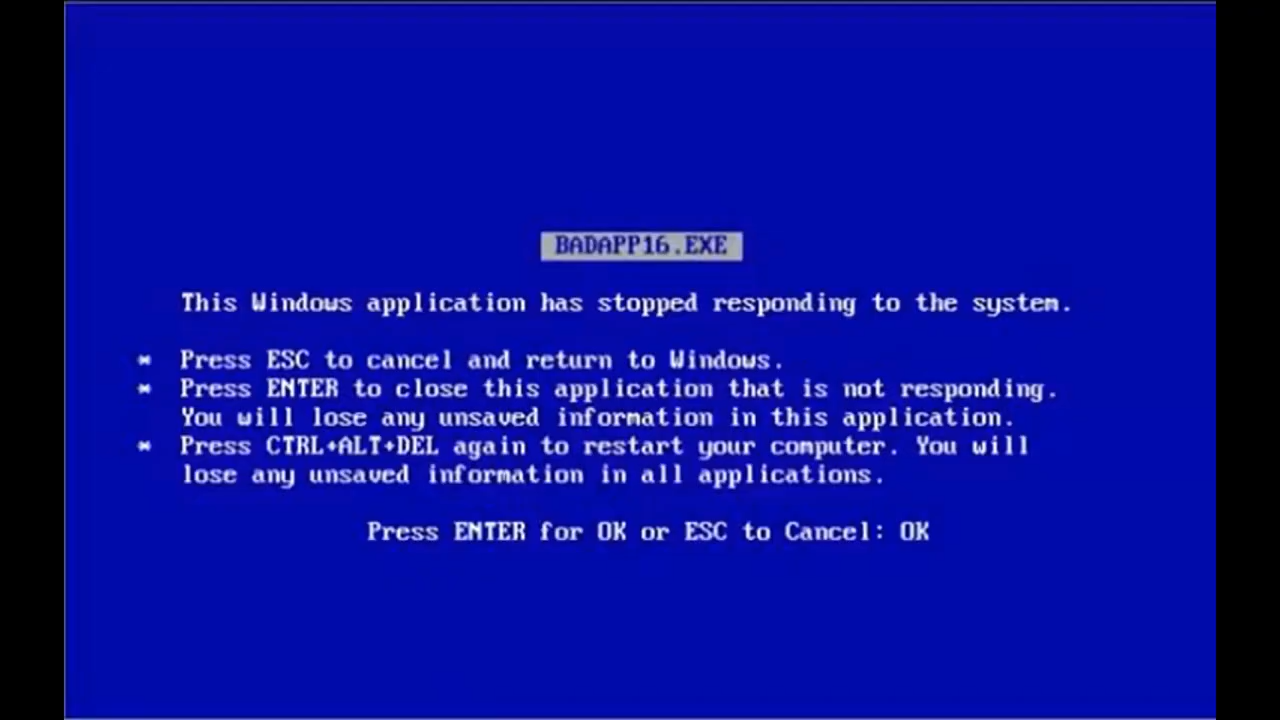 BADAPP16.EXE
This Windows application has stopped responding to the system.
* Press ESC to cancel and return to Windows.
* Press ENTER to close this application that is not responding.
You will lose any unsaved information in this application.
* Press CTRL+ALT+DEL again to restart your computer. You will
lose any unsaved information in all applications.
Press ENTER for OK or ESC to Cancel: OK